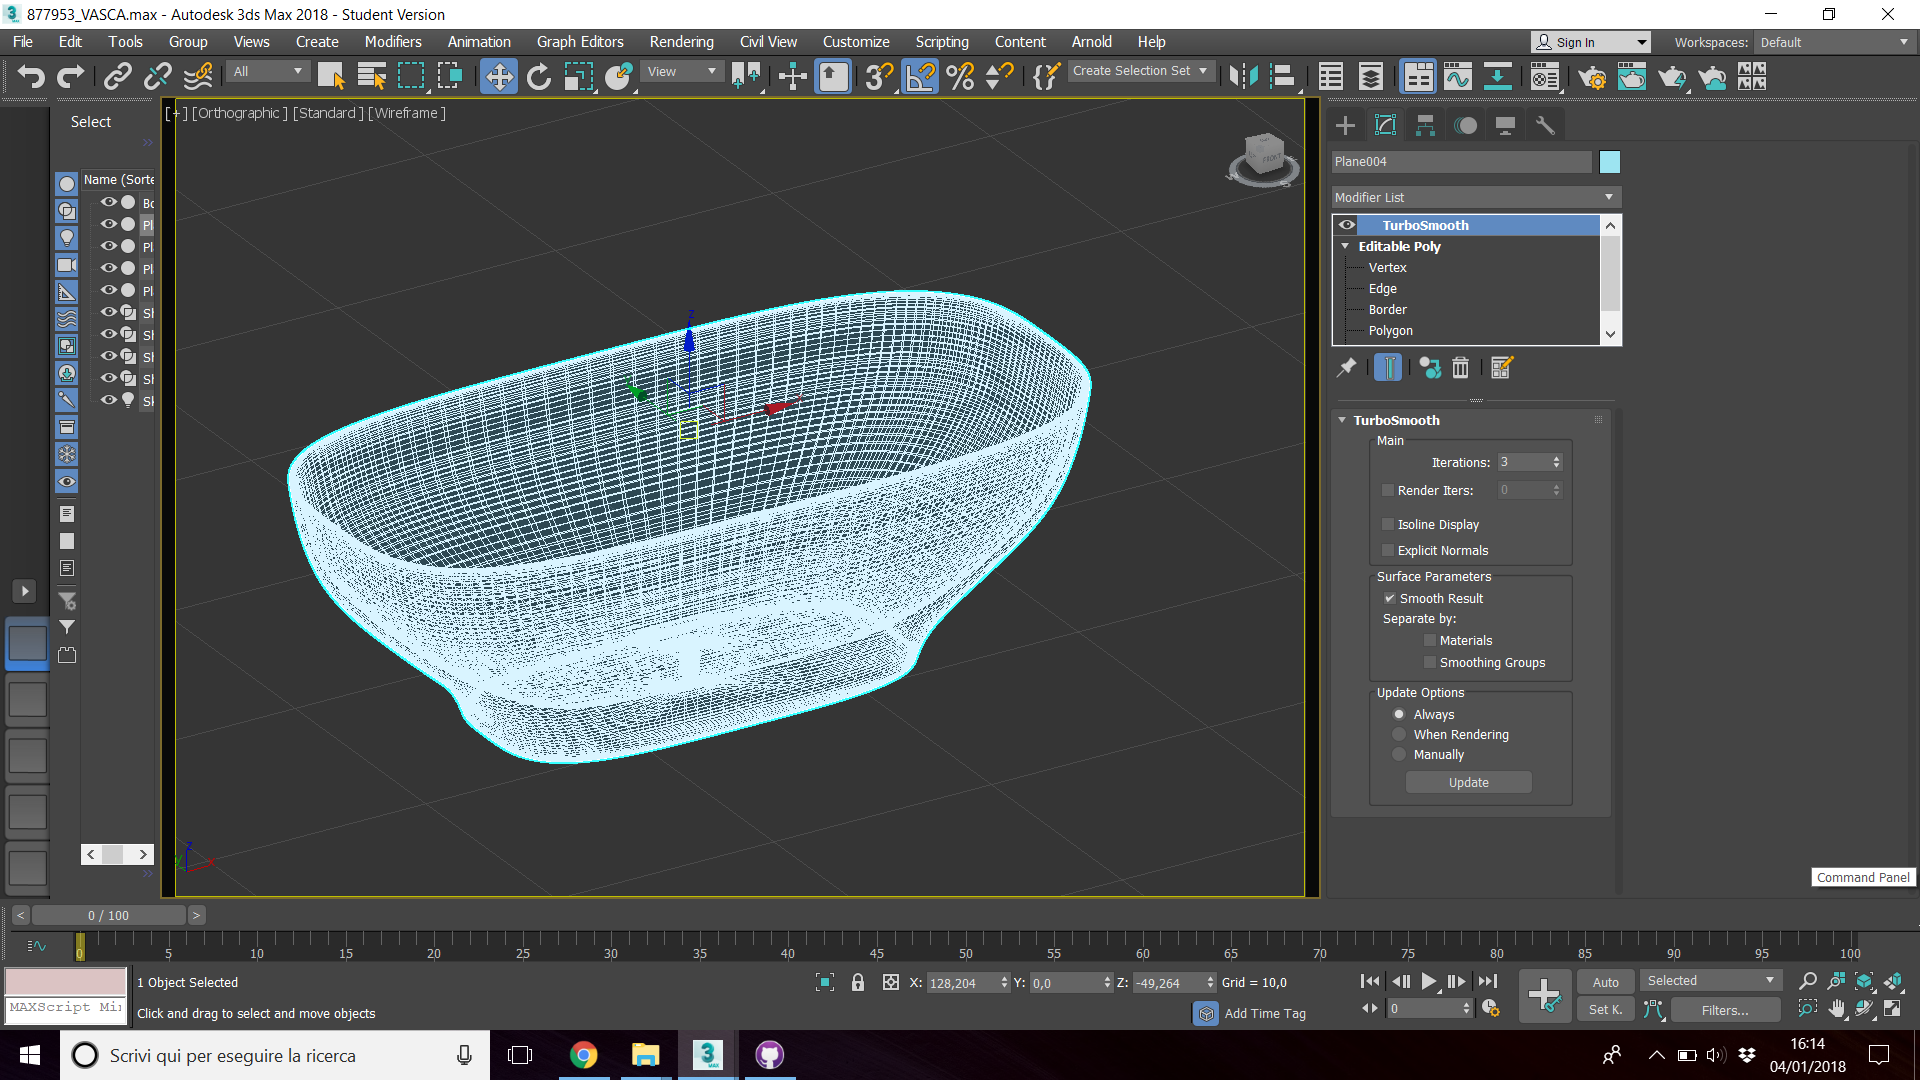 877953_VASCA.max - Autodesk 3ds Max 2018 - Student Version
File Edit Tools Group Views Create Modifiers Animation Graph Editors Rendering Civil View Customize Scripting Content Arnold Help
Sign In Workspaces: Default
All View Create Selection Set
Select
[+] [Orthographic] [Standard] [Wireframe]
Name (Sorte
Bo
Pl
Pl
Pl
Pl
Sh
Sh
Sh
Sh
Sk
z
FRONT
Plane004
Modifier List
TurboSmooth
Editable Poly
Vertex
Edge
Border
Polygon
TurboSmooth
Main
Iterations: 3
Render Iters: 0
Isoline Display
Explicit Normals
Surface Parameters
Smooth Result
Separate by:
Materials
Smoothing Groups
Update Options
Always
When Rendering
Manually
Update
Command Panel
z
0 / 100
0 5 10 15 20 25 30 35 40 45 50 55 60 65 70 75 80 85 90 95 100
1 Object Selected
X: 128,204 Y: 0,0 Z: -49,264 Grid = 10,0
Auto Selected
MAXScript Mi
Click and drag to select and move objects
Add Time Tag
0
Set K. Filters...
Scrivi qui per eseguire la ricerca
16:14
04/01/2018